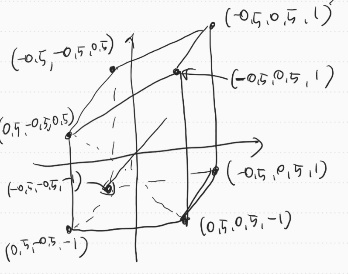 (-0,5, 0,5, 1)
(-0,5, -0,5, 0,5)
(-0,5, 0,5, 1)
(0,5, -0,5, 0,5)
(-0,5, 0,5, 1)
(-0,5, -0,5, -1)
(0,5, 0,5, -1)
(0,5, -0,5, -1)